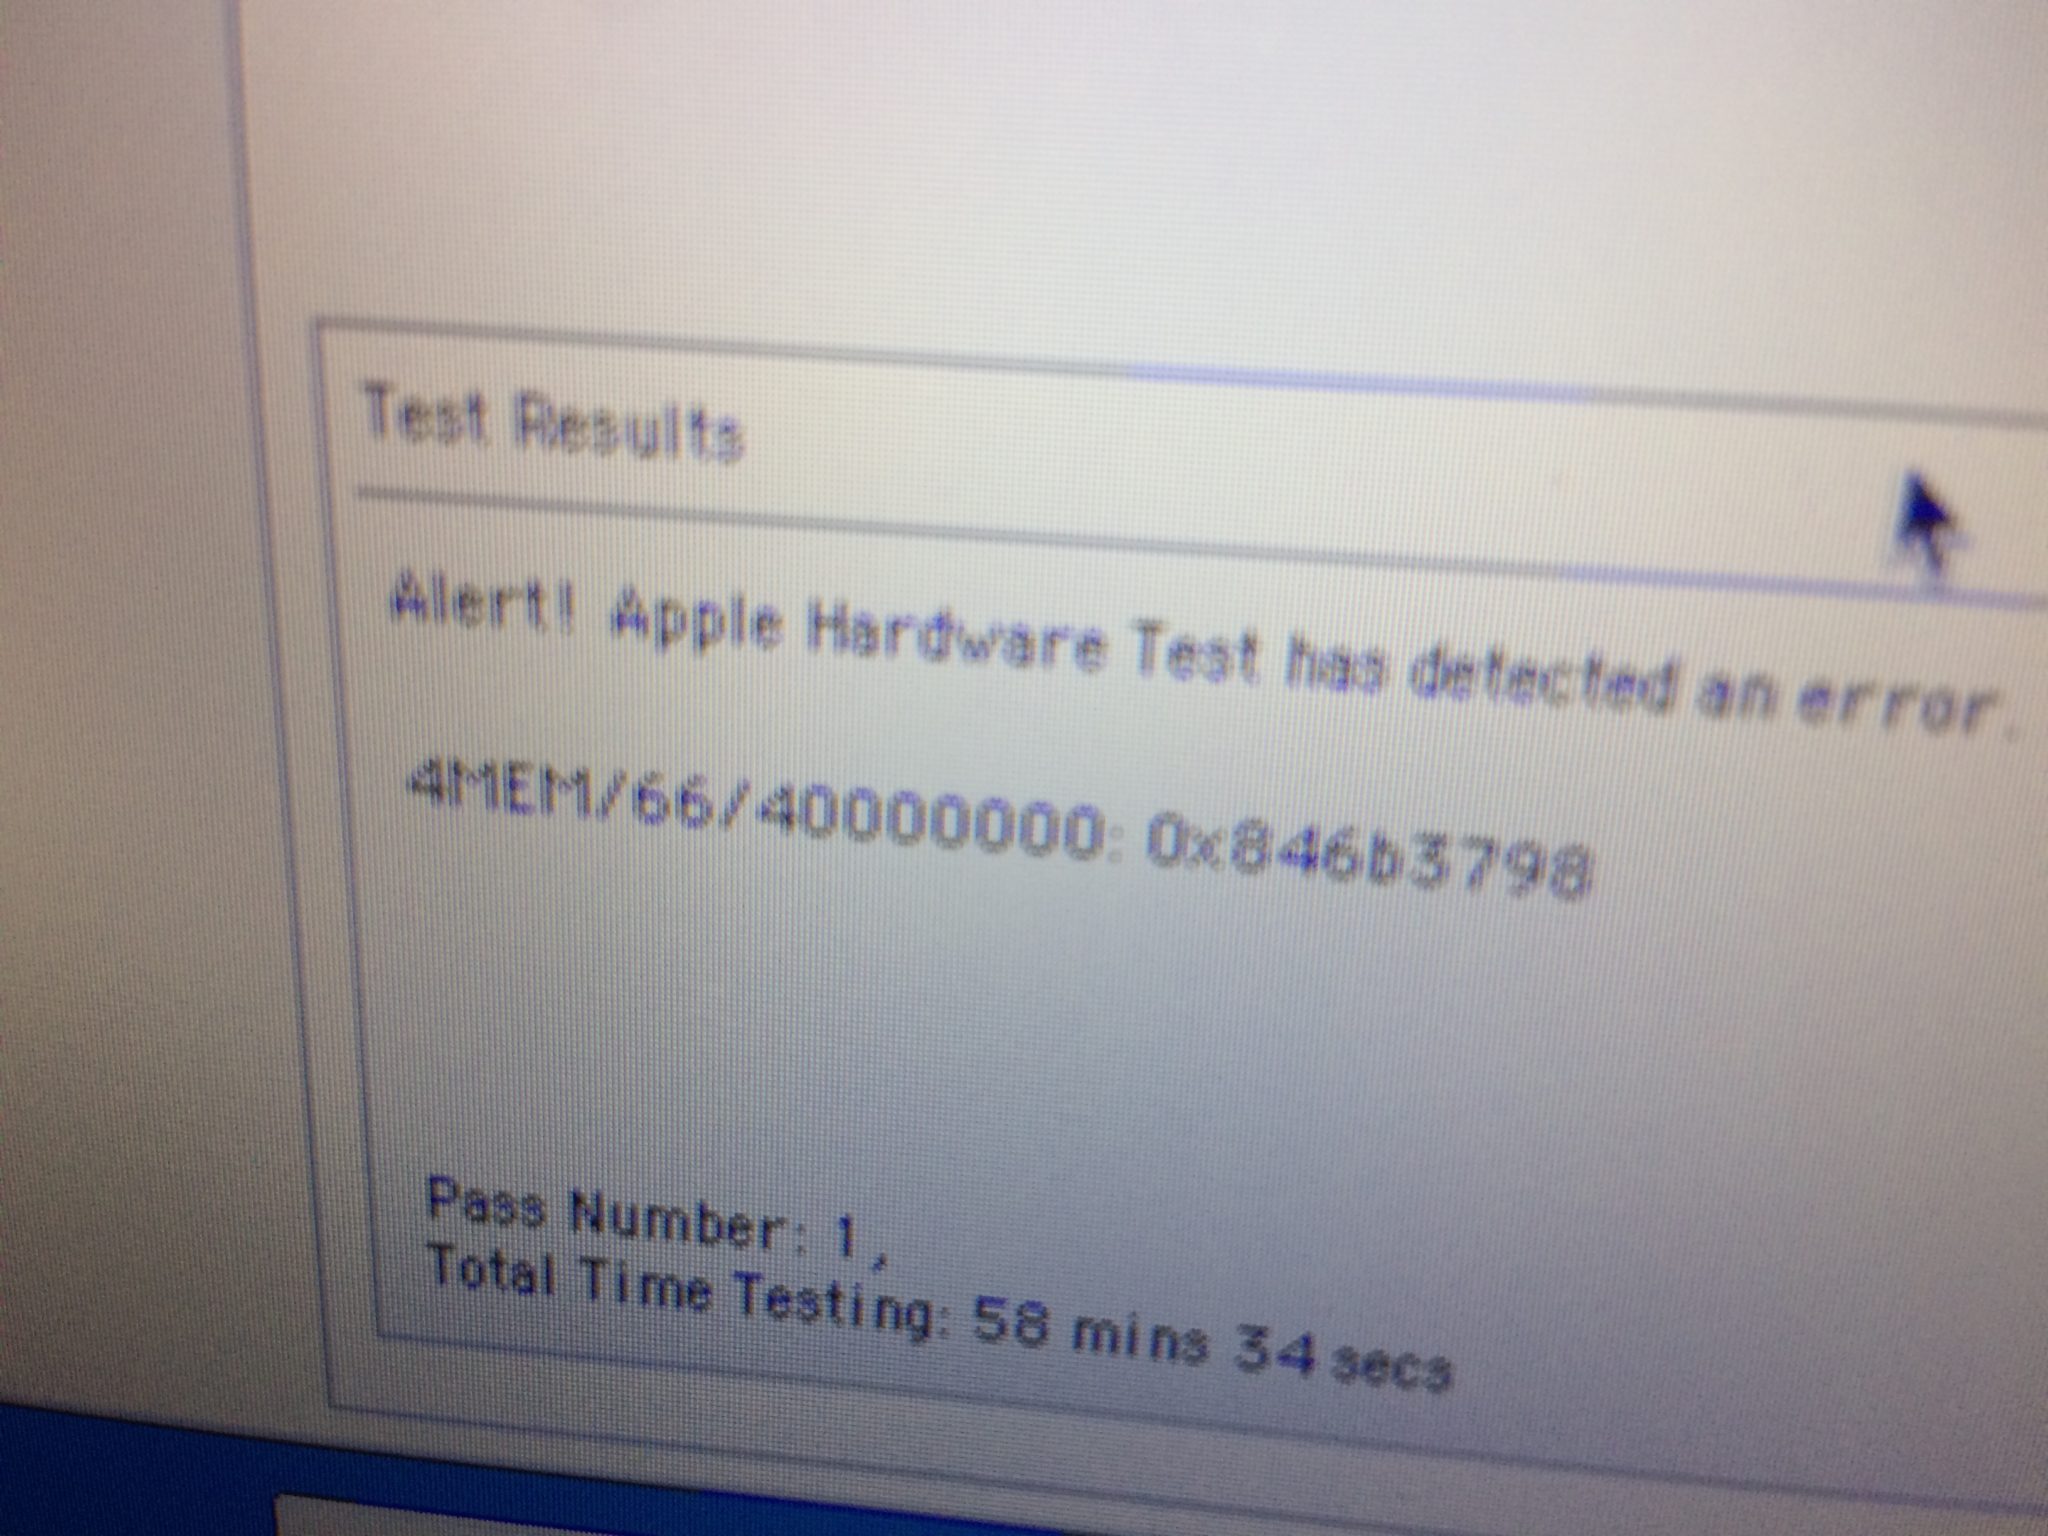 Test Results
Alert! Apple Hardware Test has detected an error.
4MEM/66/40000000: 0x846b3798
Pass Number: 1,
Total Time Testing: 58 mins 34 secs